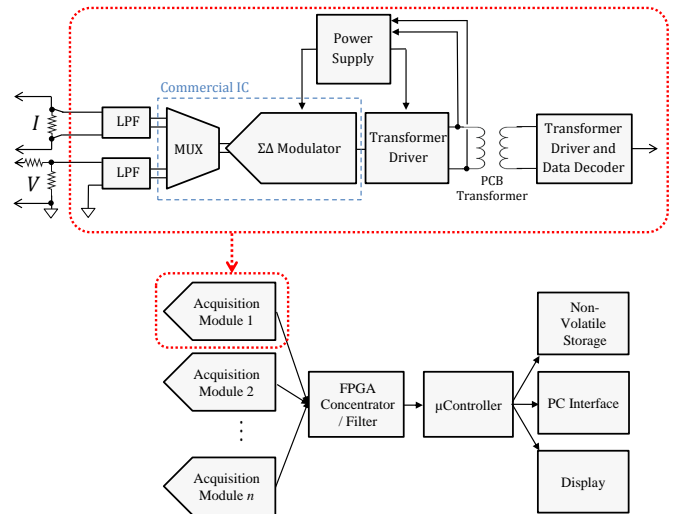 Power
Supply
Commercial IC
I
LPF
MUX
ΣΔ Modulator
Transformer
Driver
Transformer
Driver and
Data Decoder
V
LPF
PCB
Transformer
Acquisition
Module 1
Acquisition
Module 2
⋮
Acquisition
Module n
FPGA
Concentrator
/ Filter
μController
Non-
Volatile
Storage
PC Interface
Display